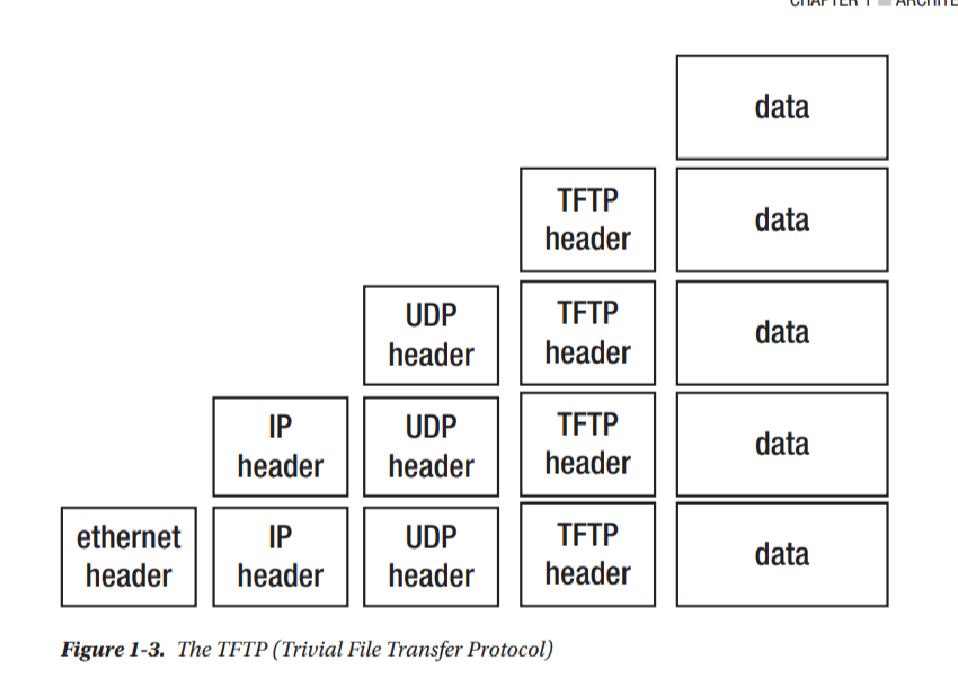 CHAPTER 1 ■ ARCHITE
data
TFTP
header
data
UDP
header
TFTP
header
data
IP
header
UDP
header
TFTP
header
data
ethernet
header
IP
header
UDP
header
TFTP
header
data
Figure 1-3. The TFTP (Trivial File Transfer Protocol)